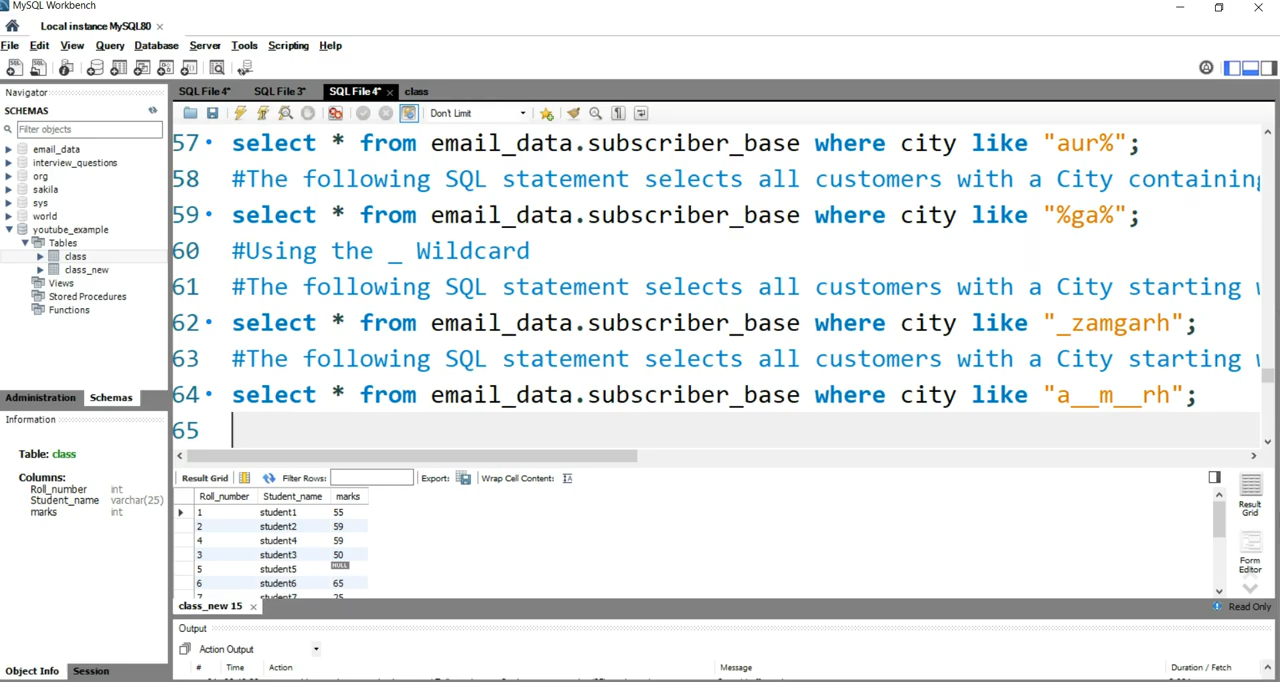 MySQL Workbench
Local instance MySQL80
File Edit View Query Database Server Tools Scripting Help
Navigator
SCHEMAS
Filter objects
email_data
interview_questions
org
sakila
sys
world
youtube_example
Tables
class
class_new
Views
Stored Procedures
Functions
Administration Schemas
Information
Table: class
Columns:
Roll_number int
Student_name varchar(25)
marks int
Object Info Session
SQL File 4* SQL File 3* SQL File 4* class
Don't Limit
57 select * from email_data.subscriber_base where city like "aur%";
58 #The following SQL statement selects all customers with a City containing
59 select * from email_data.subscriber_base where city like "%ga%";
60 #Using the _ Wildcard
61 #The following SQL statement selects all customers with a City starting
62 select * from email_data.subscriber_base where city like "_zamgarh";
63 #The following SQL statement selects all customers with a City starting
64 select * from email_data.subscriber_base where city like "a__m__rh";
65
Result Grid Filter Rows: Export: Wrap Cell Content:
Roll_number Student_name marks
1 student1 55
2 student2 59
4 student4 59
3 student3 50
5 student5 NULL
6 student6 65
7 student7 75
Result Grid
Form Editor
class_new 15
Read Only
Output
Action Output
# Time Action Message Duration / Fetch